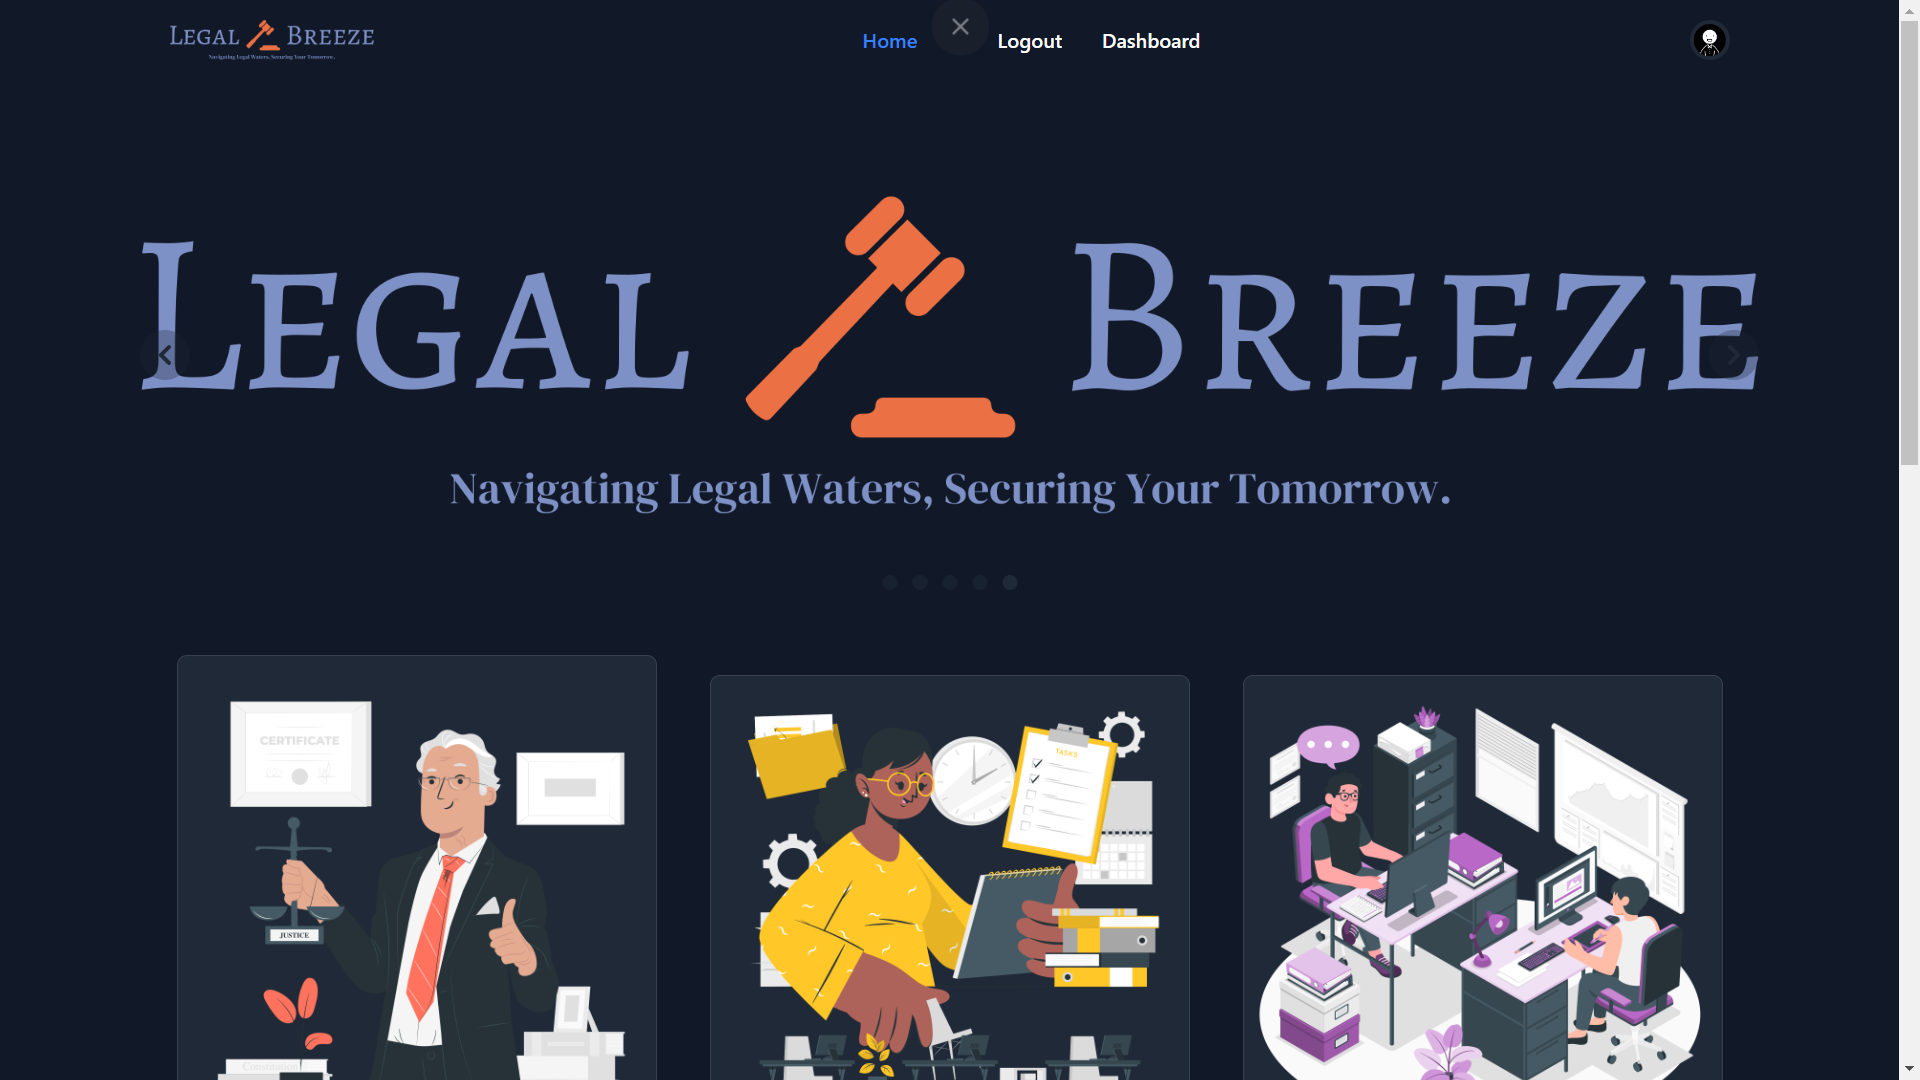 LEGAL BREEZE
Navigating Legal Waters, Securing Your Tomorrow.
Home
Logout
Dashboard
LEGAL BREEZE
Navigating Legal Waters, Securing Your Tomorrow.
CERTIFICATE
JUSTICE
Constitution
TASKS